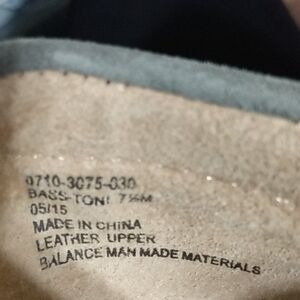 0710-3075-030
BASS-TONI 7½M
05/15
MADE IN CHINA
LEATHER UPPER
BALANCE MAN MADE MATERIALS